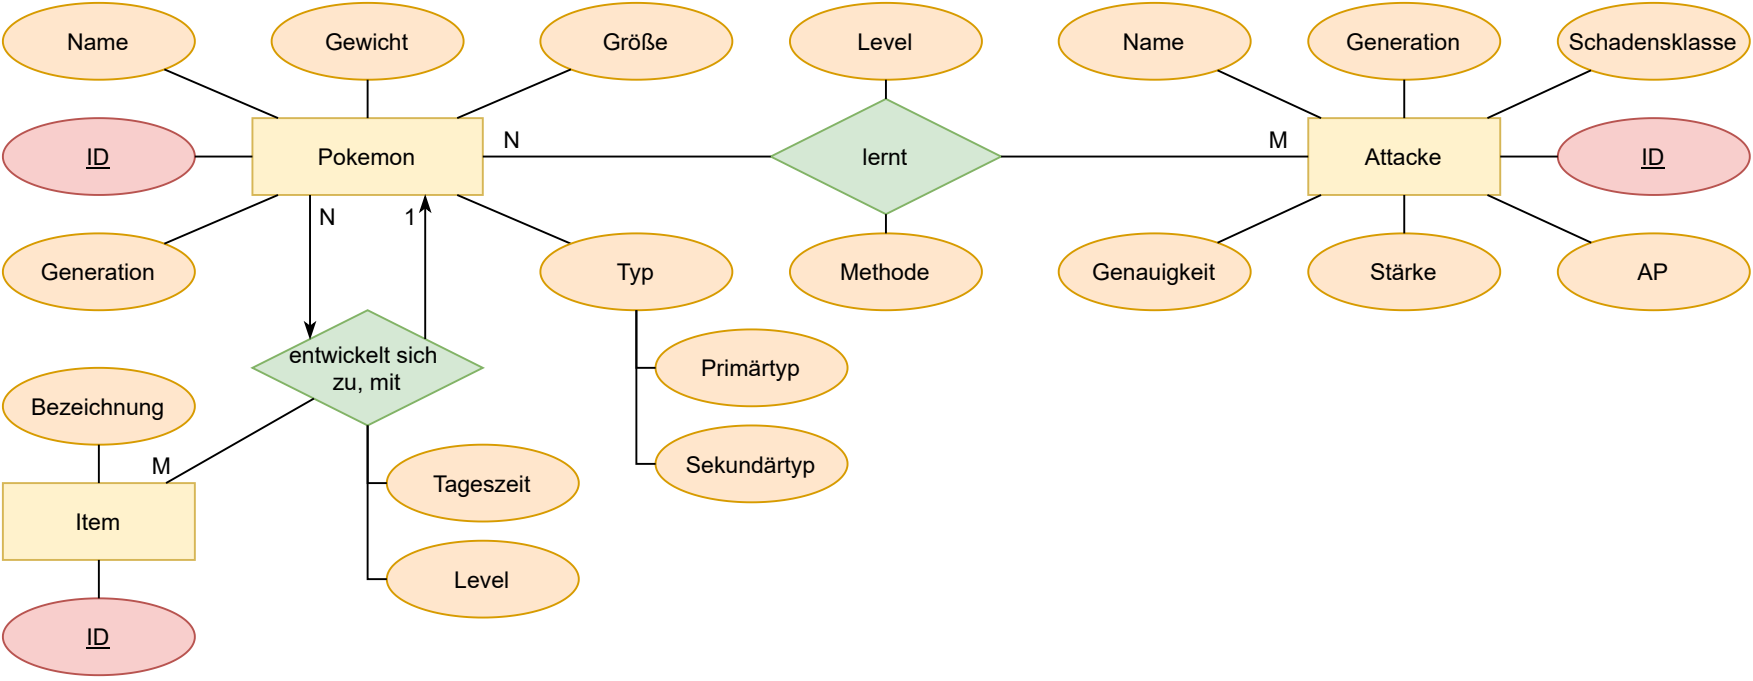 Name
Gewicht
Größe
Level
Name
Generation
Schadensklasse
ID
Pokemon
N
lernt
M
Attacke
ID
N
1
Generation
Typ
Methode
Genauigkeit
Stärke
AP
entwickelt sich
zu, mit
Primärtyp
Bezeichnung
Sekundärtyp
M
Tageszeit
Item
Level
ID